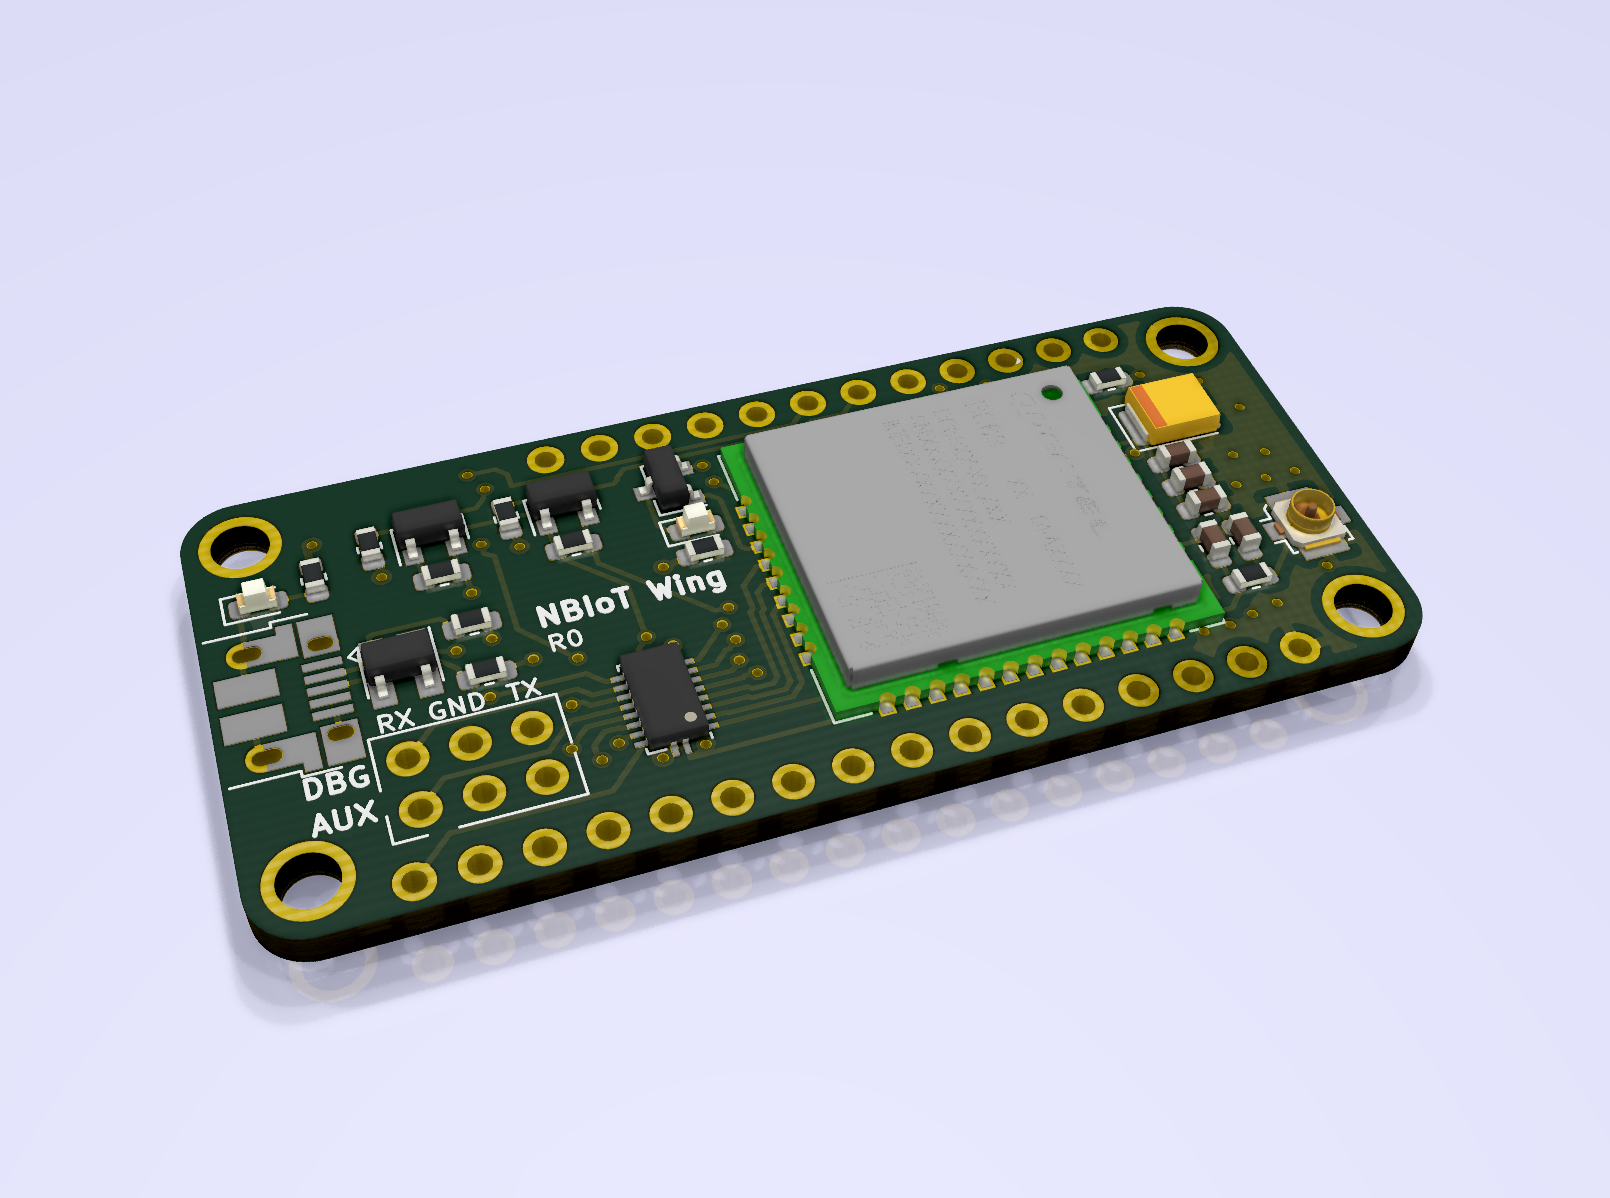 NBIoT Wing
R0
RX GND TX
DBG
AUX